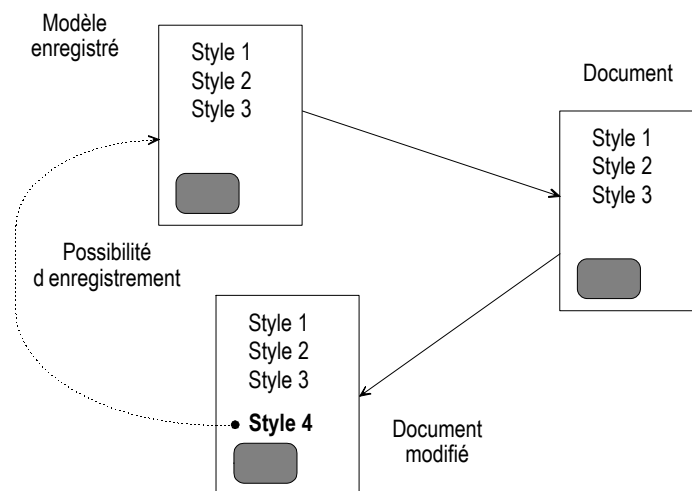 Modèle
enregistré
Style 1
Style 2
Style 3
Document
Style 1
Style 2
Style 3
Possibilité
d enregistrement
Style 1
Style 2
Style 3
Style 4
Document
modifié